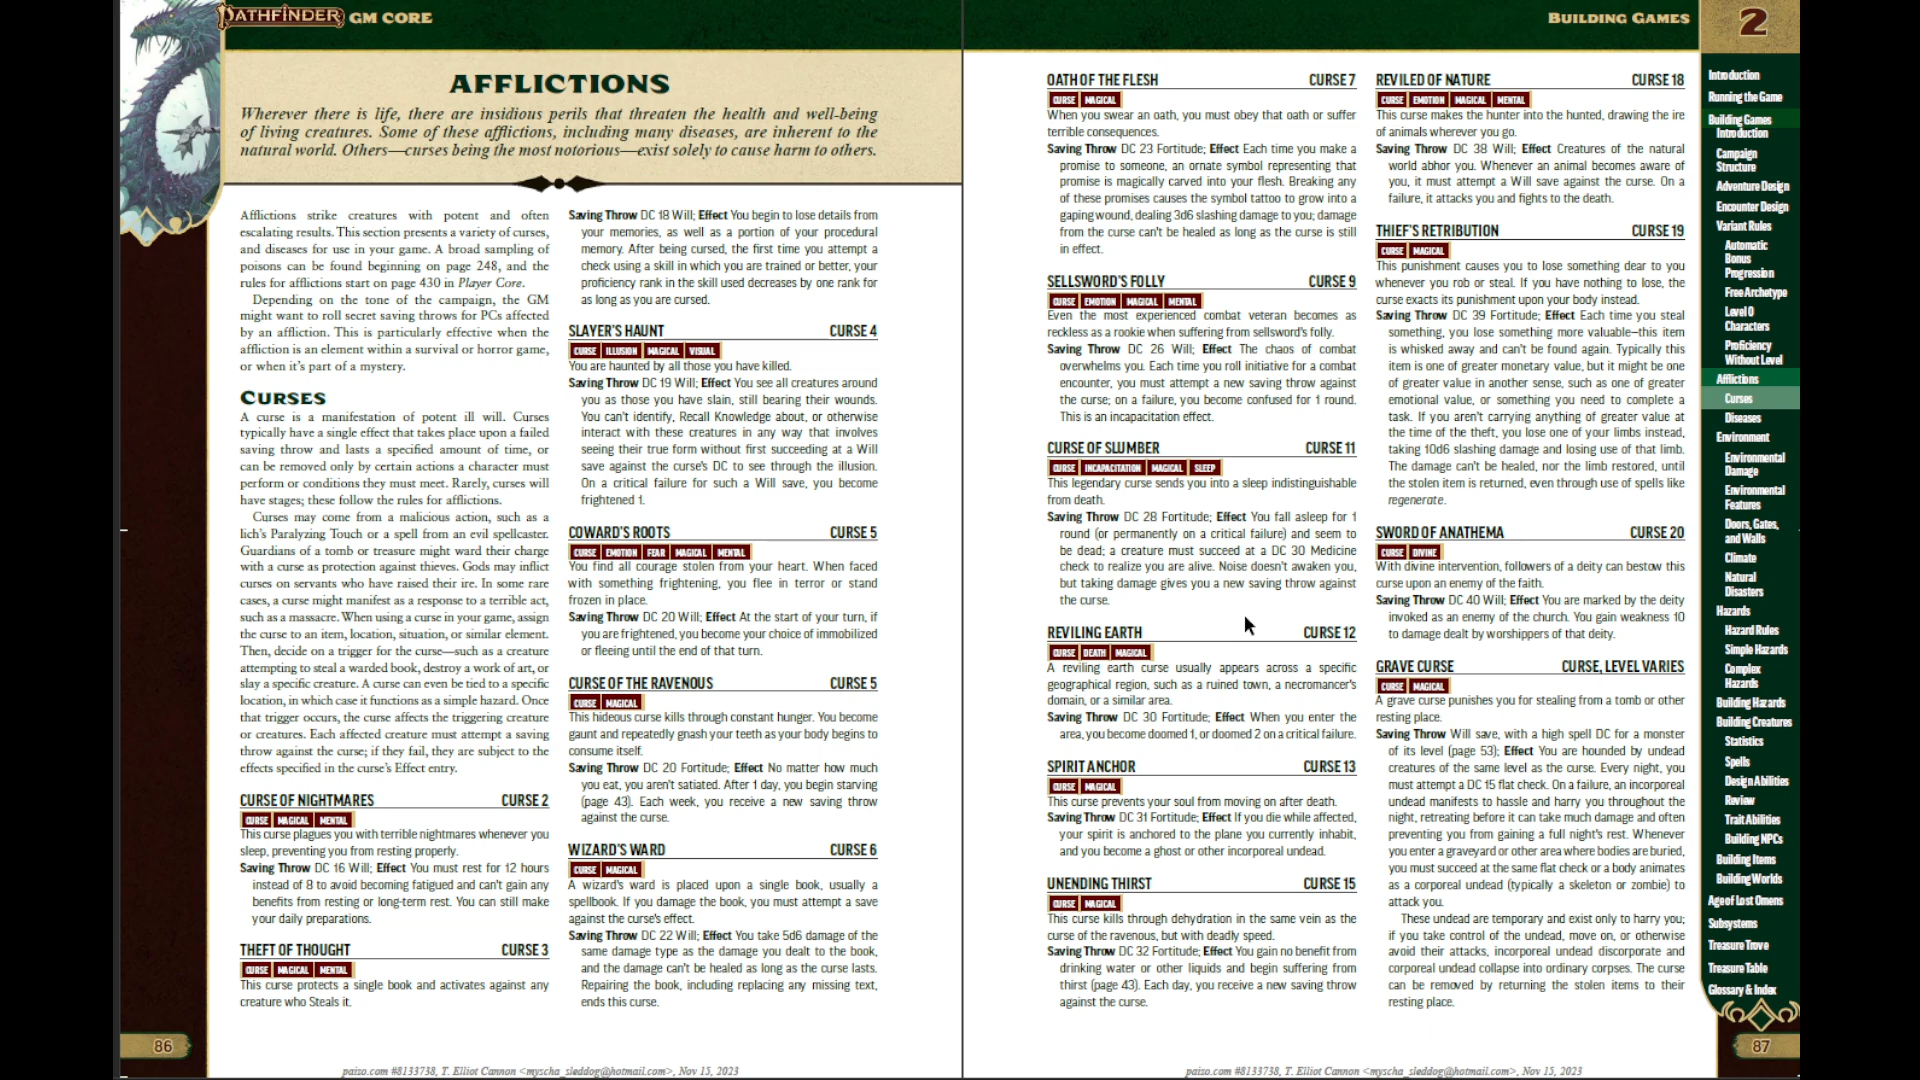 PATHFINDER GM CORE
AFFLICTIONS
Wherever there is life, there are insidious perils that threaten the health and well-being
of living creatures. Some of these afflictions, including many diseases, are inherent to the
natural world. Others—curses being the most notorious—exist solely to cause harm to others.
Afflictions strike creatures with potent and often
escalating results. This section presents a variety of curses,
and diseases for use in your game. A broad sampling of
poisons can be found beginning on page 248, and the
rules for afflictions start on page 430 in Player Core.
Depending on the tone of the campaign, the GM
might want to roll secret saving throws for PCs affected
by an affliction. This is particularly effective when the
affliction is an element within a survival or horror game,
or when it's part of a mystery.
CURSES
A curse is a manifestation of potent ill will. Curses
typically have a single effect that takes place upon a failed
saving throw and lasts a specified amount of time, or
can be removed only by certain actions a character must
perform or conditions they must meet. Rarely, curses will
have stages; these follow the rules for afflictions.
Curses may come from a malicious action, such as a
lich's Paralyzing Touch or a spell from an evil spellcaster.
Guardians of a tomb or treasure might ward their charge
with a curse as protection against thieves. Gods may inflict
curses on servants who have raised their ire. In some rare
cases, a curse might manifest as a response to a terrible act,
such as a massacre. When using a curse in your game, assign
the curse to an item, location, situation, or similar element.
Then, decide on a trigger for the curse—such as a creature
attempting to steal a warded book, destroy a work of art, or
slay a specific creature. A curse can even be tied to a specific
location, in which case it functions as a simple hazard. Once
that trigger occurs, the curse affects the triggering creature
or creatures. Each affected creature must attempt a saving
throw against the curse; if they fail, they are subject to the
effects specified in the curse's Effect entry.
CURSE OF NIGHTMARES CURSE 2
CURSE MAGICAL MENTAL
This curse plagues you with terrible nightmares whenever you
sleep, preventing you from resting properly.
Saving Throw DC 16 Will; Effect You must rest for 12 hours
instead of 8 to avoid becoming fatigued and can't gain any
benefits from resting or long-term rest. You can still make
your daily preparations.
THEFT OF THOUGHT CURSE 3
CURSE MAGICAL MENTAL
This curse protects a single book and activates against any
creature who Steals it.
Saving Throw DC 18 Will; Effect You begin to lose details from
your memories, as well as a portion of your procedural
memory. After being cursed, the first time you attempt a
check using a skill in which you are trained or better, your
proficiency rank in the skill used decreases by one rank for
as long as you are cursed.
SLAYER'S HAUNT CURSE 4
CURSE ILLUSION MAGICAL VISUAL
You are haunted by all those you have killed.
Saving Throw DC 19 Will; Effect You see all creatures around
you as those you have slain, still bearing their wounds.
You can't identify, Recall Knowledge about, or otherwise
interact with these creatures in any way that involves
seeing their true form without first succeeding at a Will
save against the curse's DC to see through the illusion.
On a critical failure for such a Will save, you become
frightened 1.
COWARD'S ROOTS CURSE 5
CURSE EMOTION FEAR MAGICAL MENTAL
You find all courage stolen from your heart. When faced
with something frightening, you flee in terror or stand
frozen in place.
Saving Throw DC 20 Will; Effect At the start of your turn, if
you are frightened, you become your choice of immobilized
or fleeing until the end of that turn.
CURSE OF THE RAVENOUS CURSE 5
CURSE MAGICAL
This hideous curse kills through constant hunger. You become
gaunt and repeatedly gnash your teeth as your body begins to
consume itself.
Saving Throw DC 20 Fortitude; Effect No matter how much
you eat, you aren't satiated. After 1 day, you begin starving
(page 43). Each week, you receive a new saving throw
against the curse.
WIZARD'S WARD CURSE 6
CURSE MAGICAL
A wizard's ward is placed upon a single book, usually a
spellbook. If you damage the book, you must attempt a save
against the curse's effect.
Saving Throw DC 22 Will; Effect You take 5d6 damage of the
same damage type as the damage you dealt to the book,
and the damage can't be healed as long as the curse lasts.
Repairing the book, including replacing any missing text,
ends this curse.
86
paizo.com #8133738, T. Elliot Cannon <myscha_sleddog@hotmail.com>, Nov 15, 2023
BUILDING GAMES
2
OATH OF THE FLESH CURSE 7
CURSE MAGICAL
When you swear an oath, you must obey that oath or suffer
terrible consequences.
Saving Throw DC 23 Fortitude; Effect Each time you make a
promise to someone, an ornate symbol representing that
promise is magically carved into your flesh. Breaking any
of these promises causes the symbol tattoo to grow into a
gaping wound, dealing 3d6 slashing damage to you; damage
from the curse can't be healed as long as the curse is still
in effect.
SELLSWORD'S FOLLY CURSE 9
CURSE EMOTION MAGICAL MENTAL
Even the most experienced combat veteran becomes as
reckless as a rookie when suffering from sellsword's folly.
Saving Throw DC 26 Will; Effect The chaos of combat
overwhelms you. Each time you roll initiative for a combat
encounter, you must attempt a new saving throw against
the curse; on a failure, you become confused for 1 round.
This is an incapacitation effect.
CURSE OF SLUMBER CURSE 11
CURSE INCAPACITATION MAGICAL SLEEP
This legendary curse sends you into a sleep indistinguishable
from death.
Saving Throw DC 28 Fortitude; Effect You fall asleep for 1
round (or permanently on a critical failure) and seem to
be dead; a creature must succeed at a DC 30 Medicine
check to realize you are alive. Noise doesn't awaken you,
but taking damage gives you a new saving throw against
the curse.
REVILING EARTH CURSE 12
CURSE DEATH MAGICAL
A reviling earth curse usually appears across a specific
geographical region, such as a ruined town, a necromancer's
domain, or a similar area.
Saving Throw DC 30 Fortitude; Effect When you enter the
area, you become doomed 1, or doomed 2 on a critical failure.
SPIRIT ANCHOR CURSE 13
CURSE MAGICAL
This curse prevents your soul from moving on after death.
Saving Throw DC 31 Fortitude; Effect If you die while affected,
your spirit is anchored to the plane you currently inhabit,
and you become a ghost or other incorporeal undead.
UNENDING THIRST CURSE 15
CURSE MAGICAL
This curse kills through dehydration in the same vein as the
curse of the ravenous, but with deadly speed.
Saving Throw DC 32 Fortitude; Effect You gain no benefit from
drinking water or other liquids and begin suffering from
thirst (page 43). Each day, you receive a new saving throw
against the curse.
REVILED OF NATURE CURSE 18
CURSE EMOTION MAGICAL MENTAL
This curse makes the hunter into the hunted, drawing the ire
of animals wherever you go.
Saving Throw DC 38 Will; Effect Creatures of the natural
world abhor you. Whenever an animal becomes aware of
you, it must attempt a Will save against the curse. On a
failure, it attacks you and fights to the death.
THIEF'S RETRIBUTION CURSE 19
CURSE MAGICAL
This punishment causes you to lose something dear to you
whenever you rob or steal. If you have nothing to lose, the
curse exacts its punishment upon your body instead.
Saving Throw DC 39 Fortitude; Effect Each time you steal
something, you lose something more valuable—this item
is whisked away and can't be found again. Typically this
item is one of greater monetary value, but it might be one
of greater value in another sense, such as one of greater
emotional value, or something you need to complete a
task. If you aren't carrying anything of greater value at
the time of the theft, you lose one of your limbs instead,
taking 10d6 slashing damage and losing use of that limb.
The damage can't be healed, nor the limb restored, until
the stolen item is returned, even through use of spells like
regenerate.
SWORD OF ANATHEMA CURSE 20
CURSE DIVINE
With divine intervention, followers of a deity can bestow this
curse upon an enemy of the faith.
Saving Throw DC 40 Will; Effect You are marked by the deity
invoked as an enemy of the church. You gain weakness 10
to damage dealt by worshippers of that deity.
GRAVE CURSE CURSE, LEVEL VARIES
CURSE MAGICAL
A grave curse punishes you for stealing from a tomb or other
resting place.
Saving Throw Will save, with a high spell DC for a monster
of its level (page 53); Effect You are hounded by undead
creatures of the same level as the curse. Every night, you
must attempt a DC 15 flat check. On a failure, an incorporeal
undead manifests to hassle and harry you throughout the
night, retreating before it can take much damage and often
preventing you from gaining a full night's rest. Whenever
you enter a graveyard or other area where bodies are buried,
you must succeed at the same flat check or a body animates
as a corporeal undead (typically a skeleton or zombie) to
attack you.
These undead are temporary and exist only to harry you;
if you take control of the undead, move on, or otherwise
avoid their attacks, incorporeal undead discorporate and
corporeal undead collapse into ordinary corpses. The curse
can be removed by returning the stolen items to their
resting place.
Introduction
Running the Game
Building Games
Introduction
Campaign
Structure
Adventure Design
Encounter Design
Variant Rules
Automatic
Bonus
Progression
Free Archetype
Level 0
Characters
Proficiency
Without Level
Afflictions
Curses
Diseases
Environment
Environmental
Damage
Environmental
Features
Doors, Gates,
and Walls
Climate
Natural
Disasters
Hazards
Hazard Rules
Simple Hazards
Complex
Hazards
Building Hazards
Building Creatures
Statistics
Spells
Design Abilities
Review
Trait Abilities
Building NPCs
Building Items
Building Worlds
Age of Lost Omens
Subsystems
Treasure Trove
Treasure Table
Glossary & Index
87
paizo.com #8133738, T. Elliot Cannon <myscha_sleddog@hotmail.com>, Nov 15, 2023